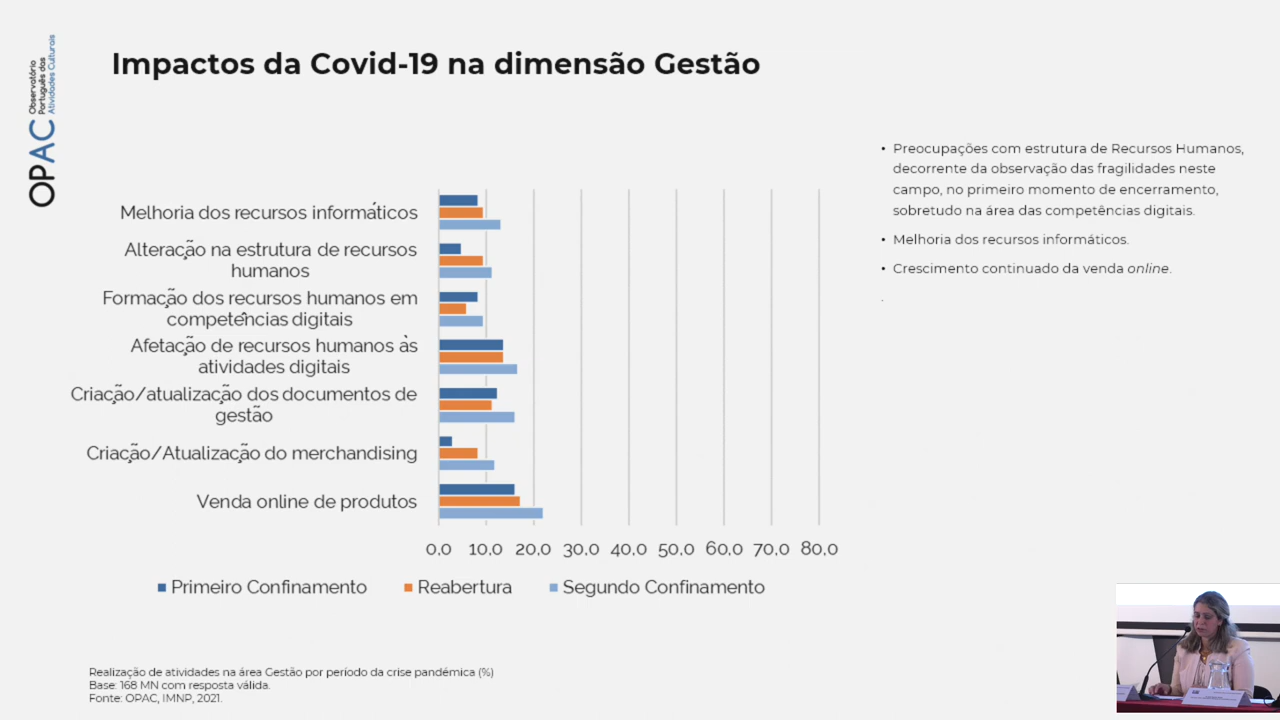 Impactos da Covid-19 na dimensão Gestão
OPAC
Observatório
Português das
Atividades Culturais
Melhoria dos recursos informáticos
Alteração na estrutura de recursos
humanos
Formação dos recursos humanos em
competências digitais
Afetação de recursos humanos às
atividades digitais
Criação/atualização dos documentos de
gestão
Criação/Atualização do merchandising
Venda online de produtos
0,0 10,0 20,0 30,0 40,0 50,0 60,0 70,0 80,0
Primeiro Confinamento Reabertura Segundo Confinamento
• Preocupações com estrutura de Recursos Humanos,
decorrente da observação das fragilidades neste
campo, no primeiro momento de encerramento,
sobretudo na área das competências digitais.
• Melhoria dos recursos informáticos.
• Crescimento continuado da venda online.
.
Realização de atividades na área Gestão por período da crise pandémica (%)
Base: 168 MN com resposta válida.
Fonte: OPAC, IMNP, 2021.